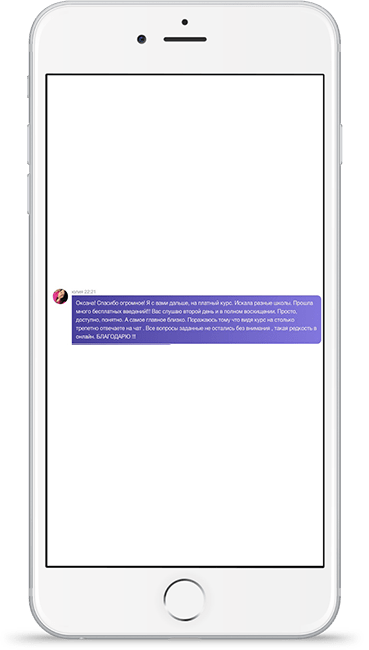 юлия 22:21
Оксана! Спасибо огромное! Я с вами дальше, на платный курс. Искала разные школы. Прошла
много бесплатных введений!!! Вас слушаю второй день и в полном восхищении. Просто,
доступно, понятно. А самое главное близко. Поражаюсь тому что видя курс на столько
трепетно отвечаете на чат . Все вопросы заданные не остались без внимания , такая редкость в
онлайн. БЛАГОДАРЮ !!!